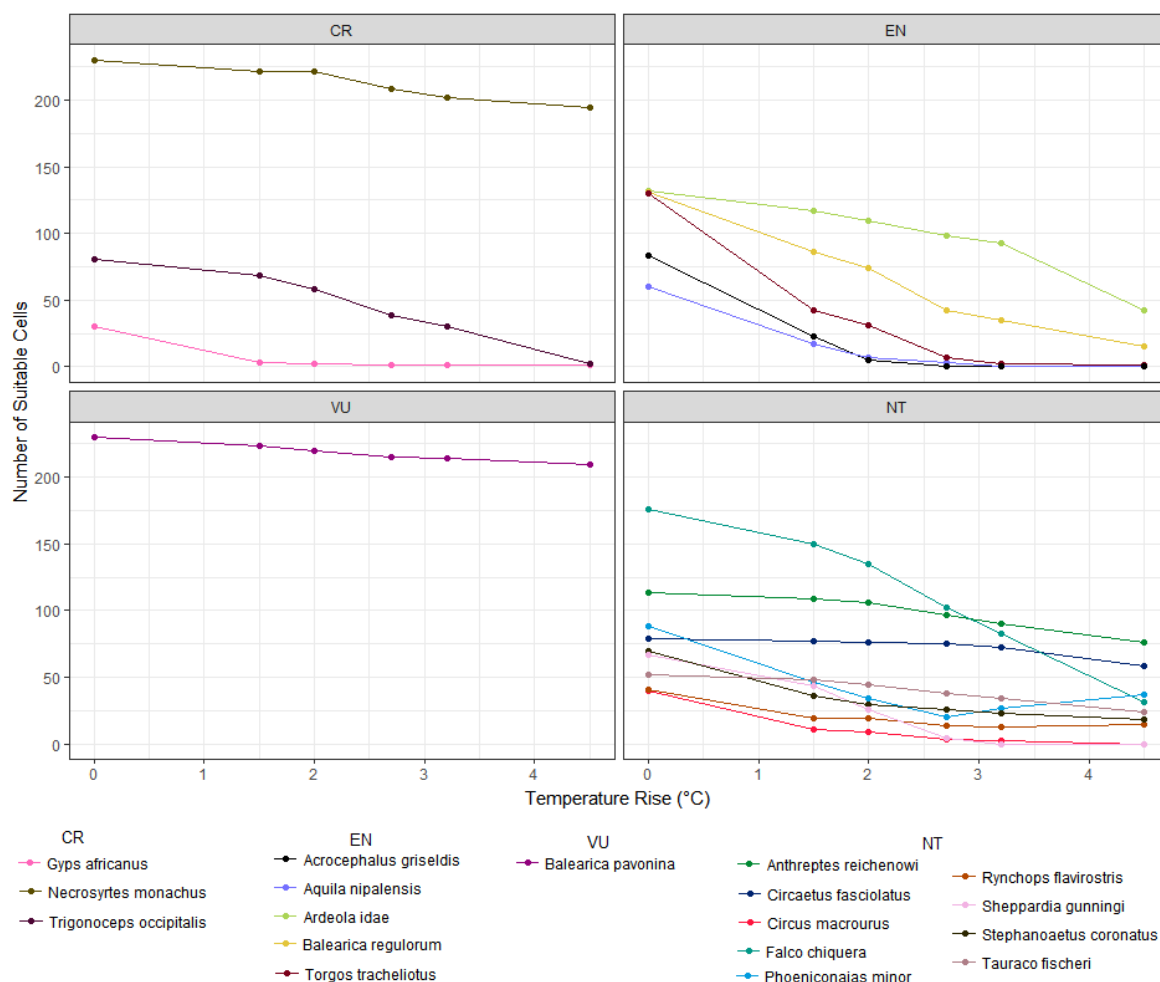 CR
EN
200
150
100
50
0
VU
NT
200
150
100
50
0
Number of Suitable Cells
0 1 2 3 4
0 1 2 3 4
Temperature Rise (°C)
CR
Gyps africanus
Necrosyrtes monachus
Trigonoceps occipitalis
EN
Acrocephalus griseldis
Aquila nipalensis
Ardeola idae
Balearica regulorum
Torgos tracheliotus
VU
Balearica pavonina
NT
Anthreptes reichenowi
Circaetus fasciolatus
Circus macrourus
Falco chiquera
Phoeniconaias minor
Rynchops flavirostris
Sheppardia gunningi
Stephanoaetus coronatus
Tauraco fischeri